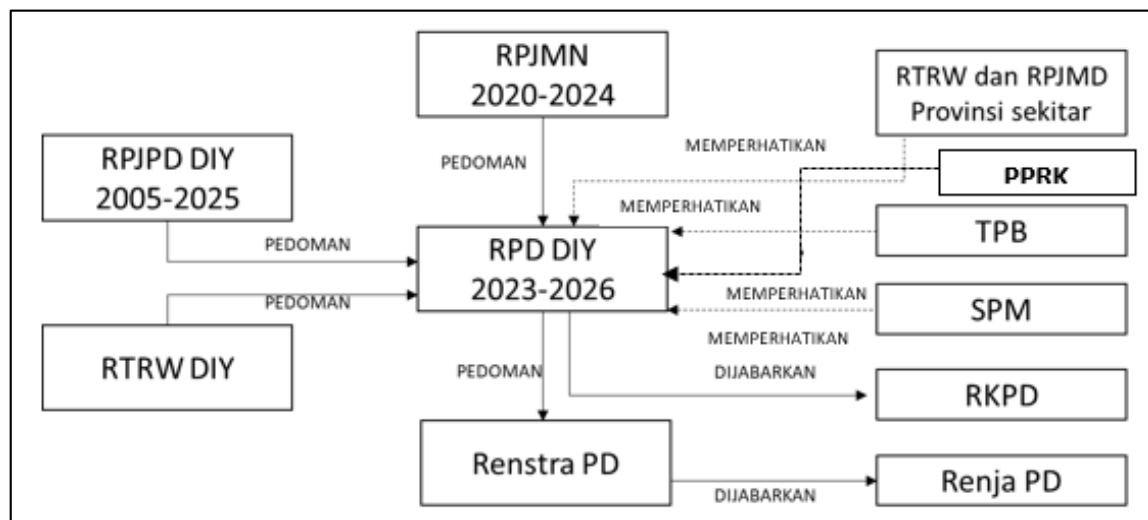 RPJMN
2020-2024
RTRW dan RPJMD
Provinsi sekitar
RPJPD DIY
2005-2025
MEMPERHATIKAN
PEDOMAN
PPRK
MEMPERHATIKAN
TPB
PEDOMAN
RPD DIY
2023-2026
PEDOMAN
MEMPERHATIKAN
SPM
RTRW DIY
MEMPERHATIKAN
PEDOMAN
DIJABARKAN
RKPD
Renstra PD
DIJABARKAN
Renja PD